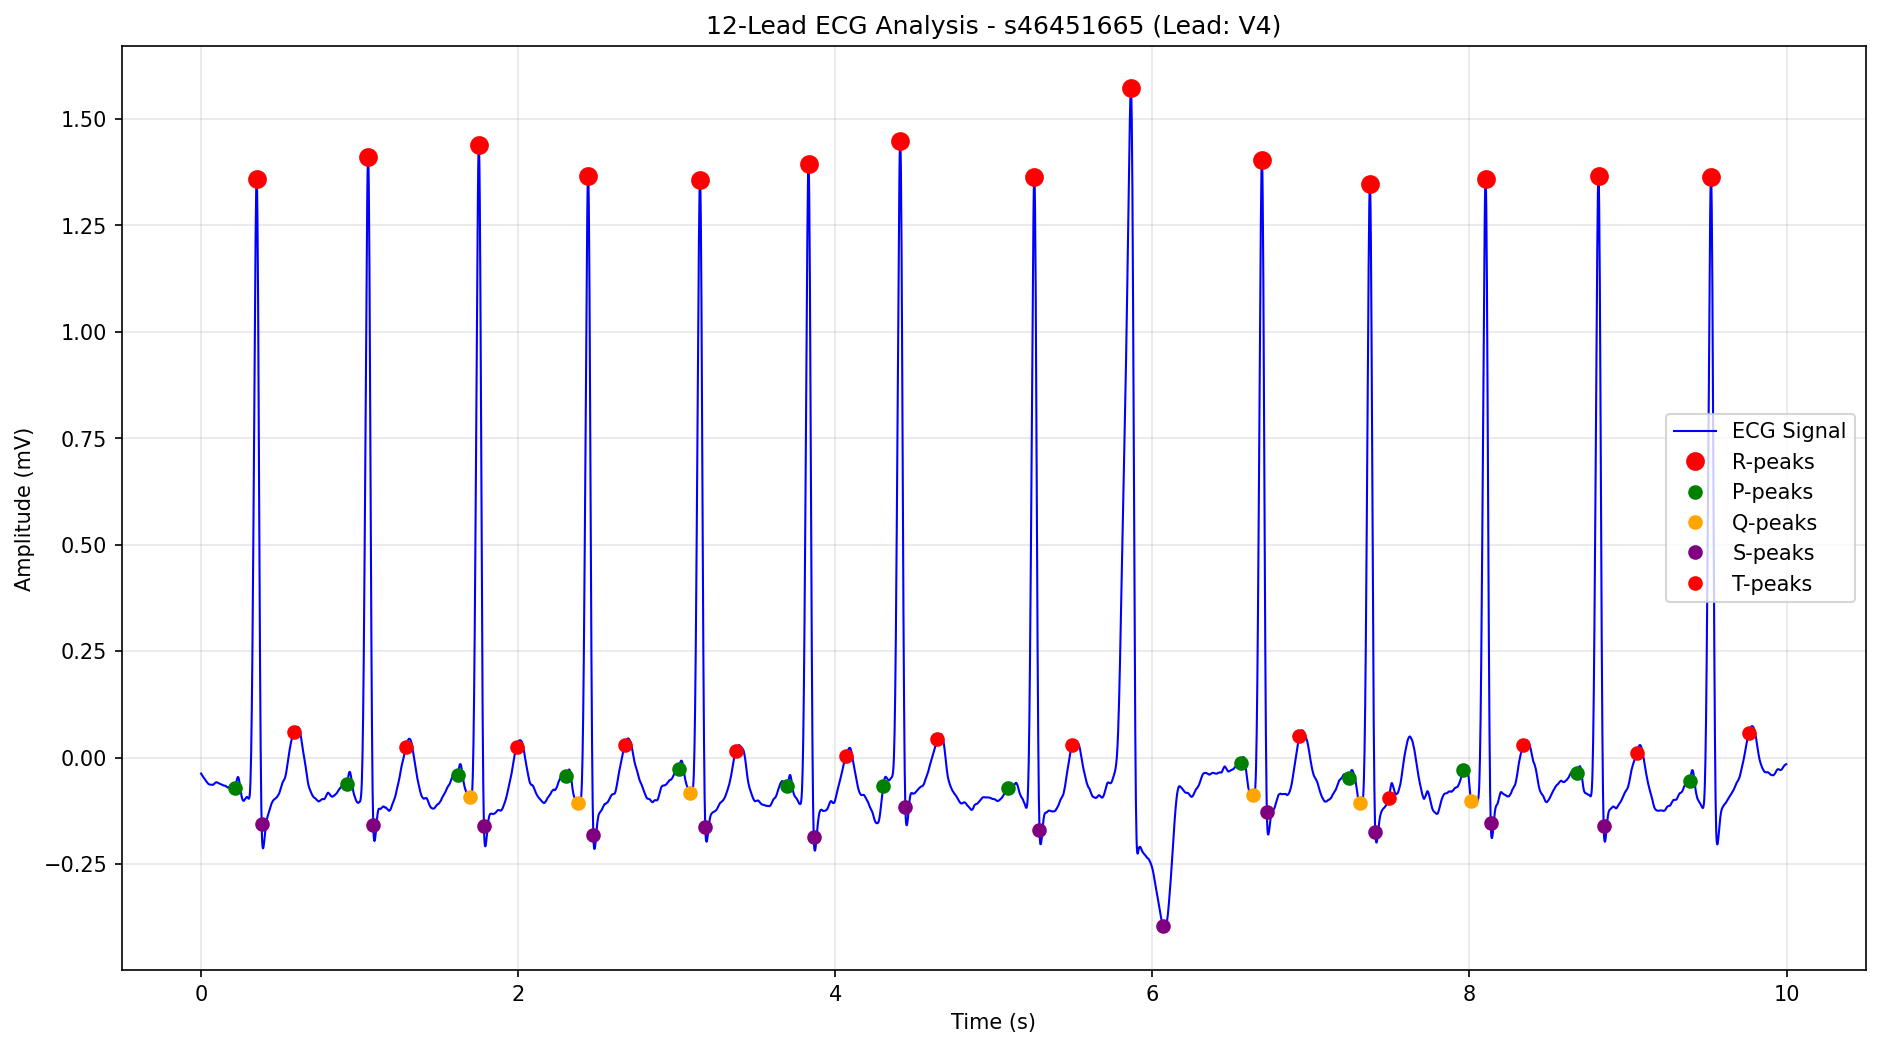 12-Lead ECG Analysis - s46451665 (Lead: V4)
Amplitude (mV)
1.50
1.25
1.00
0.75
0.50
0.25
0.00
−0.25
ECG Signal
R-peaks
P-peaks
Q-peaks
S-peaks
T-peaks
0 2 4 6 8 10
Time (s)